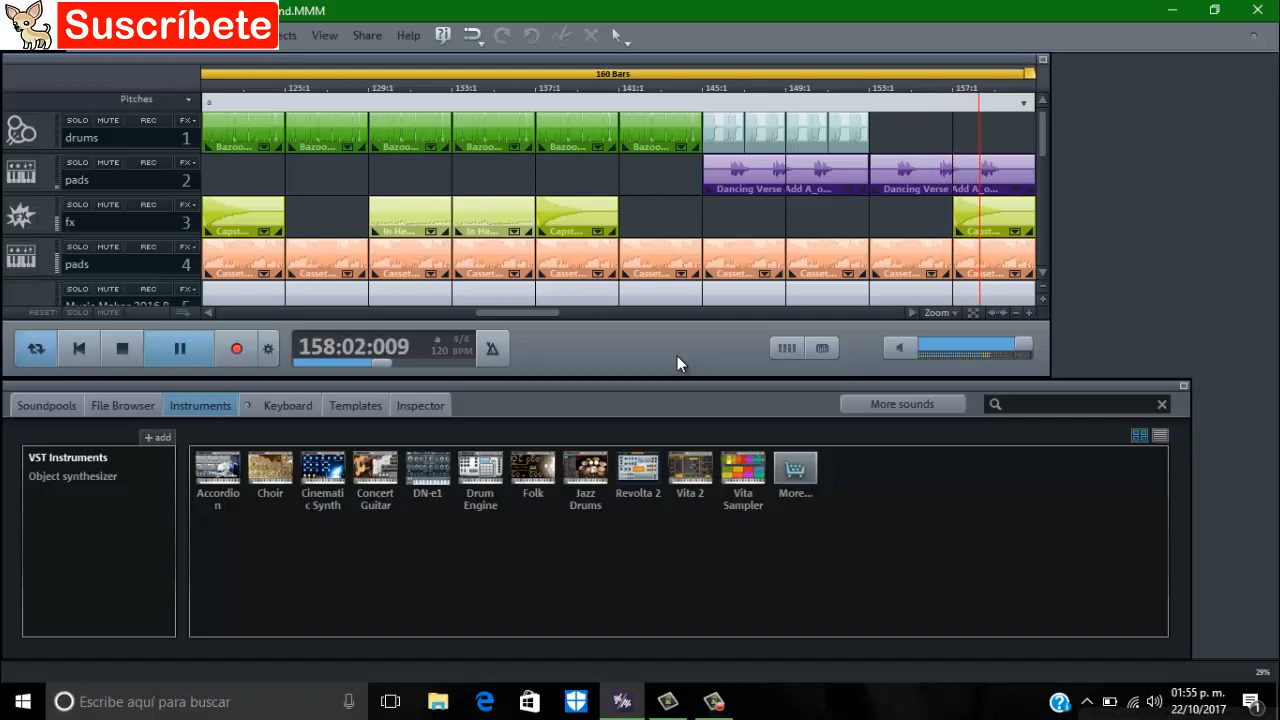 Suscríbete
nd.MMM
ects View Share Help
160 Bars
125:1 129:1 133:1 137:1 141:1 145:1 149:1 153:1 157:1
Pitches
a
SOLO MUTE REC FX
drums 1
Bazoo... Bazoo... Bazoo... Bazoo... Bazoo... Bazoo...
SOLO MUTE REC FX
pads 2
Dancing Verse Add A_o... Dancing Verse Add A_o...
SOLO MUTE REC FX
fx 3
Capst... In He... In He... Capst... Capst...
SOLO MUTE REC FX
pads 4
Casset... Casset... Casset... Casset... Casset... Casset... Casset... Casset... Casset... Casset...
SOLO MUTE REC FX
Music Maker 2016 P
RESET: SOLO MUTE
Zoom
158:02:009
a 4/4
120 BPM
Soundpools File Browser Instruments Keyboard Templates Inspector
More sounds
+ add
VST Instruments
Object synthesizer
Accordion
Choir
Cinematic Synth
Concert Guitar
DN-e1
Drum Engine
Folk
Jazz Drums
Revolta 2
Vita 2
Vita Sampler
More...
29%
Escribe aquí para buscar
01:55 p. m.
22/10/2017
1